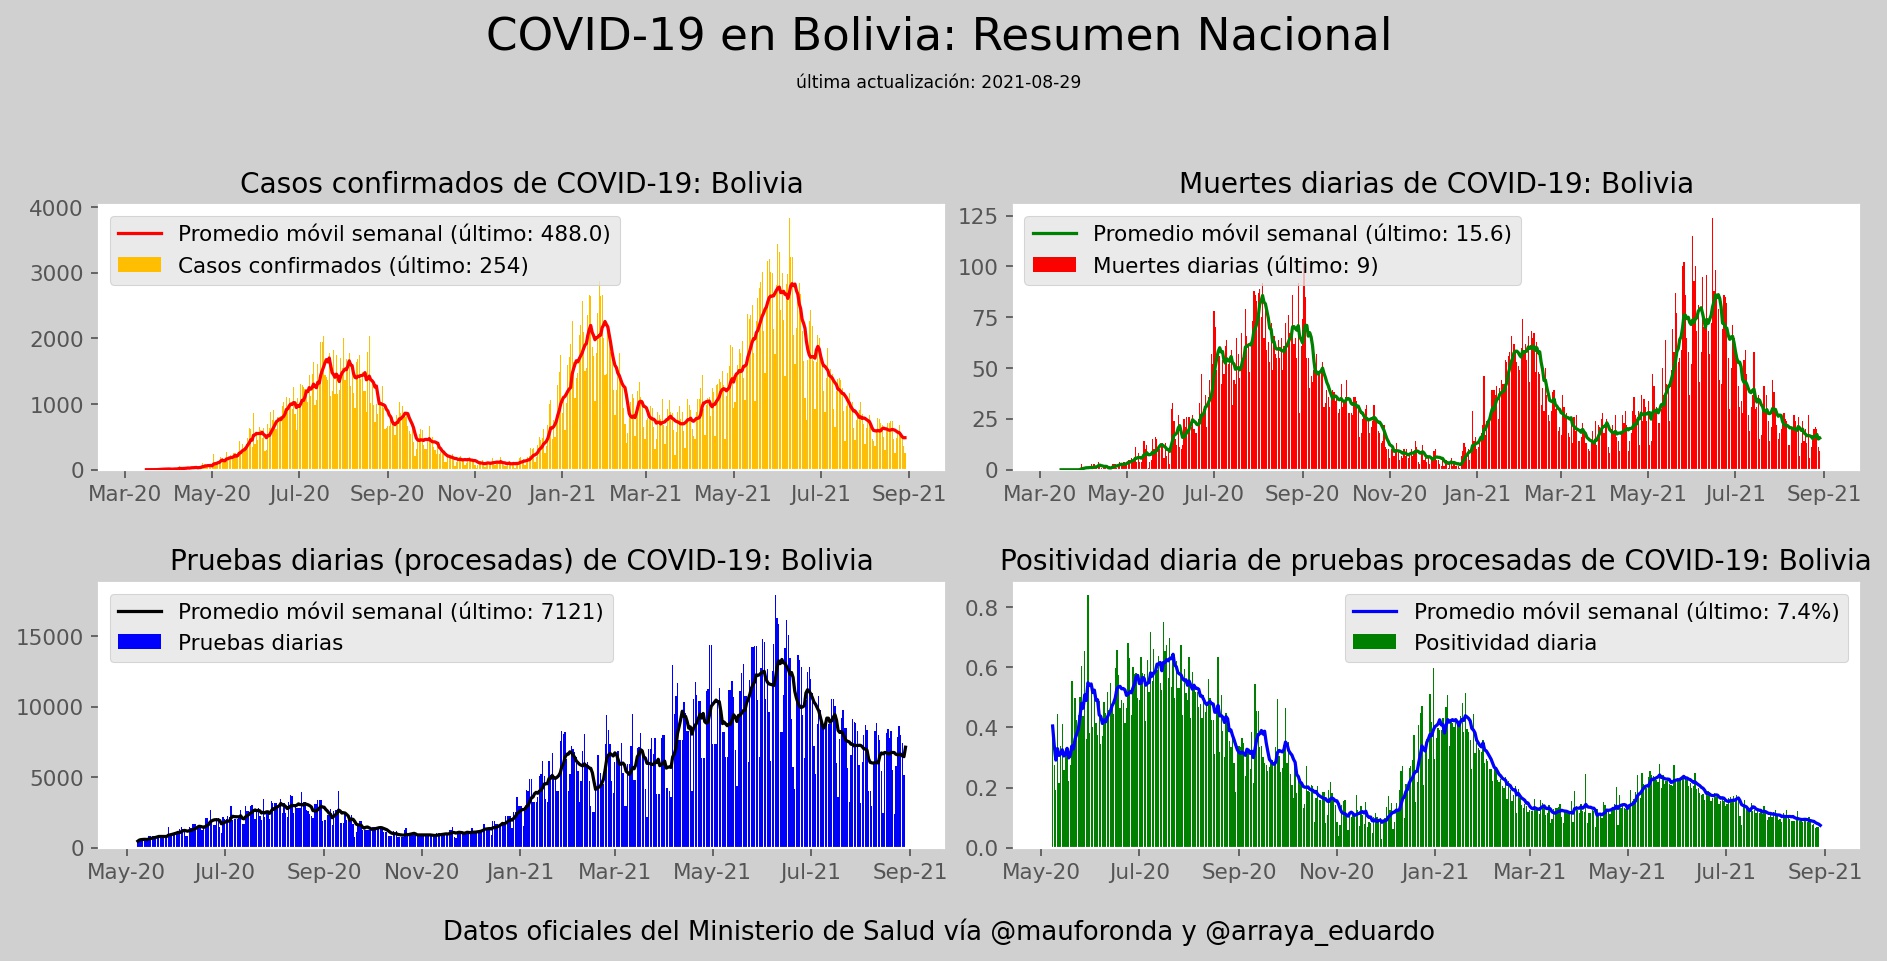 COVID-19 en Bolivia: Resumen Nacional
última actualización: 2021-08-29
Casos confirmados de COVID-19: Bolivia
Promedio móvil semanal (último: 488.0)
Casos confirmados (último: 254)
4000
3000
2000
1000
0
Mar-20 May-20 Jul-20 Sep-20 Nov-20 Jan-21 Mar-21 May-21 Jul-21 Sep-21
Muertes diarias de COVID-19: Bolivia
Promedio móvil semanal (último: 15.6)
Muertes diarias (último: 9)
125
100
75
50
25
0
Mar-20 May-20 Jul-20 Sep-20 Nov-20 Jan-21 Mar-21 May-21 Jul-21 Sep-21
Pruebas diarias (procesadas) de COVID-19: Bolivia
Promedio móvil semanal (último: 7121)
Pruebas diarias
15000
10000
5000
0
May-20 Jul-20 Sep-20 Nov-20 Jan-21 Mar-21 May-21 Jul-21 Sep-21
Positividad diaria de pruebas procesadas de COVID-19: Bolivia
Promedio móvil semanal (último: 7.4%)
Positividad diaria
0.8
0.6
0.4
0.2
0.0
May-20 Jul-20 Sep-20 Nov-20 Jan-21 Mar-21 May-21 Jul-21 Sep-21
Datos oficiales del Ministerio de Salud vía @mauforonda y @arraya_eduardo